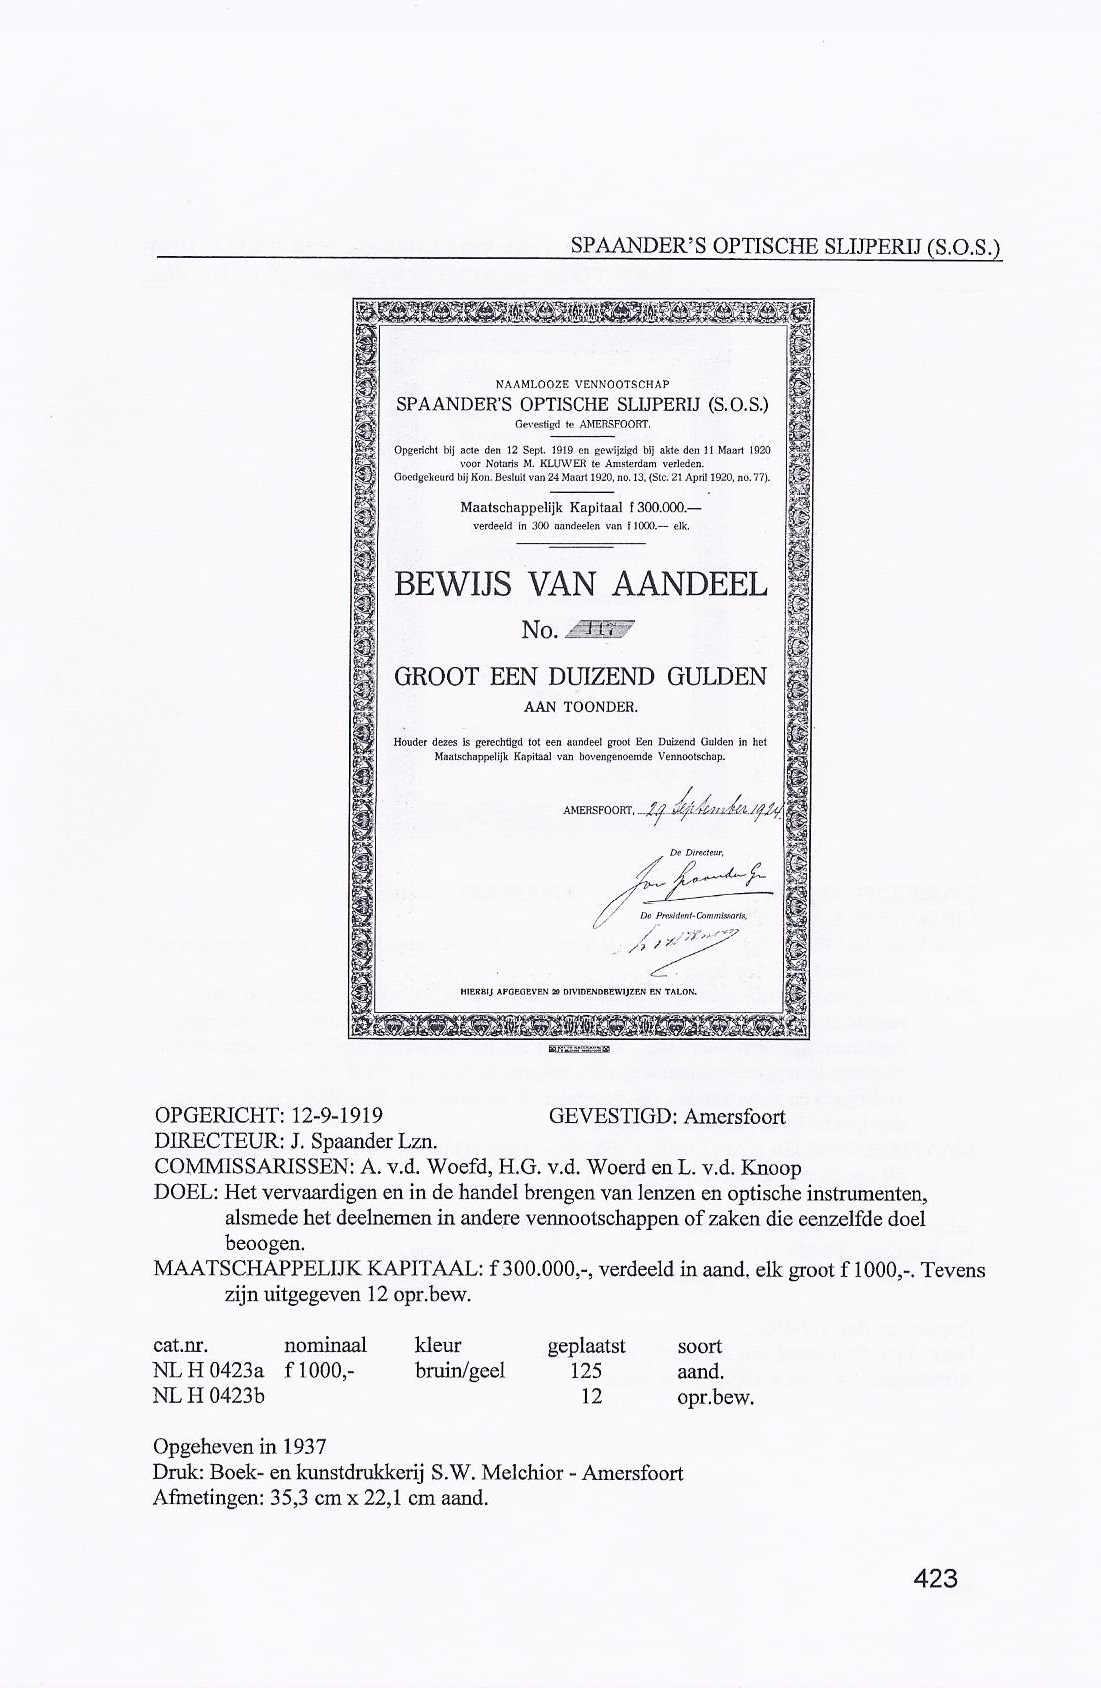 SPAANDER'S OPTISCHE SLIJPERIJ (S.O.S.)
NAAMLOOZE VENNOOTSCHAP
SPAANDER'S OPTISCHE SLIJPERIJ (S.O.S.)
Gevestigd te AMERSFOORT.
Opgericht bij acte den 12 Sept. 1919 en gewijzigd bij akte den 11 Maart 1920
voor Notaris M. KLUWER te Amsterdam verleden.
Goedgekeurd bij Kon. Besluit van 24 Maart 1920, no. 13, (Stc. 21 April 1920, no. 77).
Maatschappelijk Kapitaal f 300.000.—
verdeeld in 300 aandeelen van f 1000.— elk.
BEWIJS VAN AANDEEL
No. 117
GROOT EEN DUIZEND GULDEN
AAN TOONDER.
Houder dezes is gerechtigd tot een aandeel groot Een Duizend Gulden in het
Maatschappelijk Kapitaal van bovengenoemde Vennootschap.
AMERSFOORT, 29 September 1924.
De Directeur,
De President-Commissaris,
HIERBIJ AFGEGEVEN 20 DIVIDENDBEWIJZEN EN TALON.
OPGERICHT: 12-9-1919 GEVESTIGD: Amersfoort
DIRECTEUR: J. Spaander Lzn.
COMMISSARISSEN: A. v.d. Woefd, H.G. v.d. Woerd en L. v.d. Knoop
DOEL: Het vervaardigen en in de handel brengen van lenzen en optische instrumenten,
alsmede het deelnemen in andere vennootschappen of zaken die eenzelfde doel
beoogen.
MAATSCHAPPELIJK KAPITAAL: f 300.000,-, verdeeld in aand. elk groot f 1000,-. Tevens
zijn uitgegeven 12 opr.bew.
cat.nr. nominaal kleur geplaatst soort
NL H 0423a f 1000,- bruin/geel 125 aand.
NL H 0423b 12 opr.bew.
Opgeheven in 1937
Druk: Boek- en kunstdrukkerij S.W. Melchior - Amersfoort
Afmetingen: 35,3 cm x 22,1 cm aand.
423